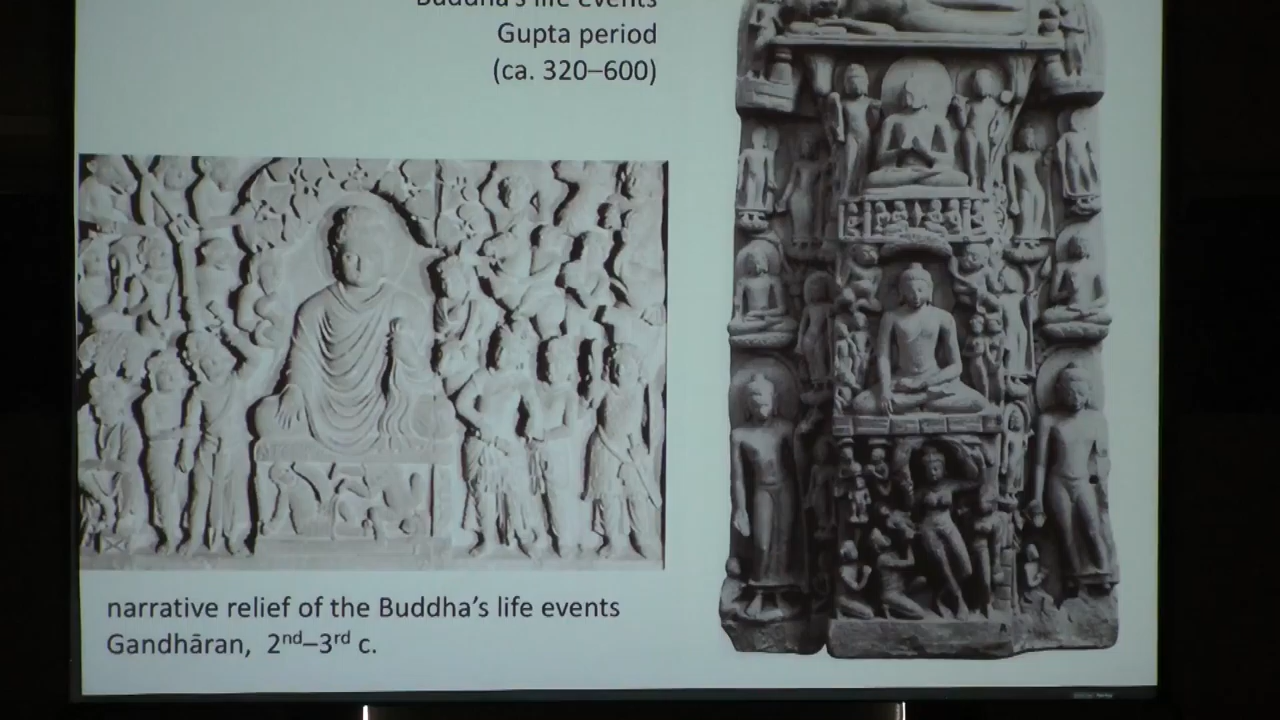 Buddha's life events
Gupta period
(ca. 320–600)
narrative relief of the Buddha's life events
Gandhāran, 2nd–3rd c.